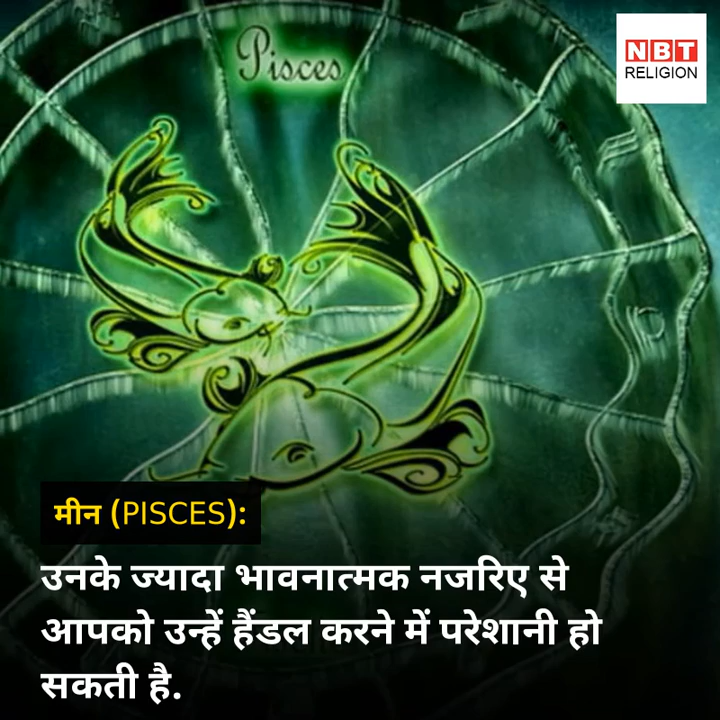 Pisces
NBT
RELIGION
मीन (PISCES):
उनके ज्यादा भावनात्मक नजरिए से
आपको उन्हें हैंडल करने में परेशानी हो
सकती है.